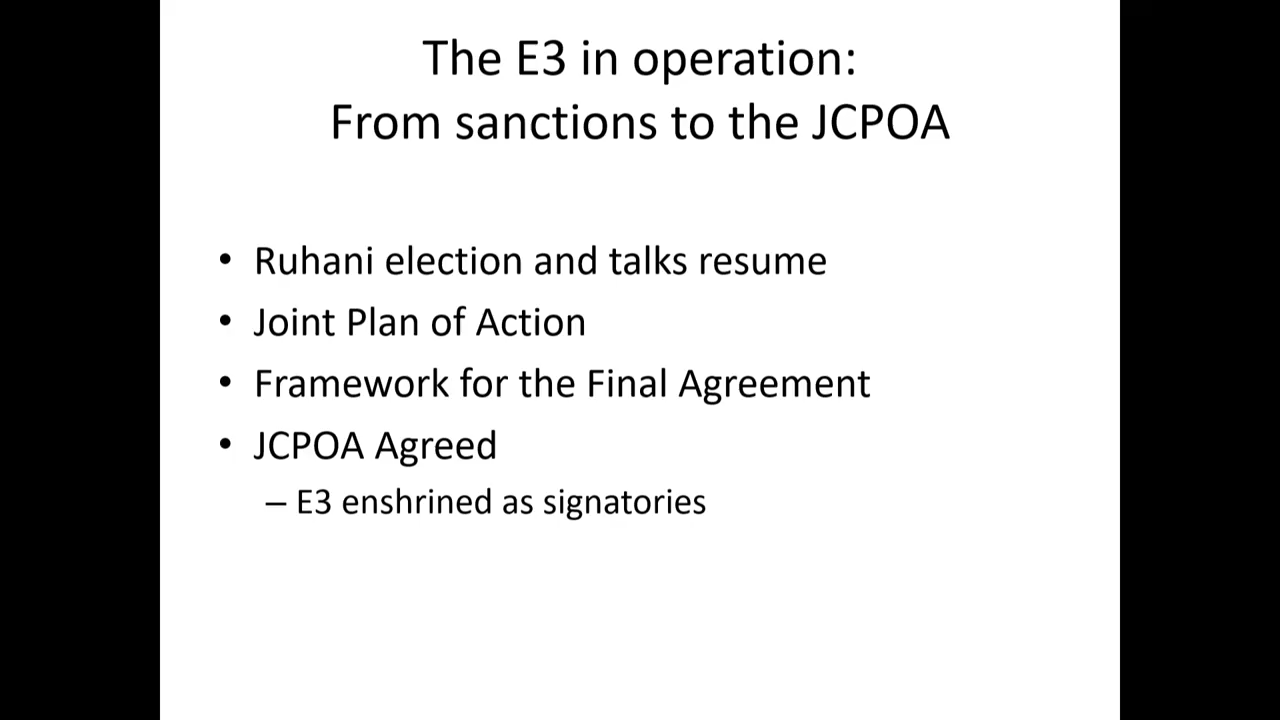 The E3 in operation:
From sanctions to the JCPOA
• Ruhani election and talks resume
• Joint Plan of Action
• Framework for the Final Agreement
• JCPOA Agreed
– E3 enshrined as signatories